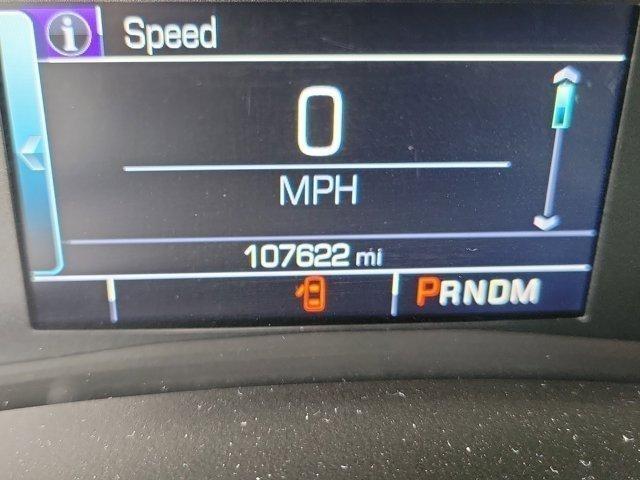 i Speed
0
MPH
107622 mi
PRNDM